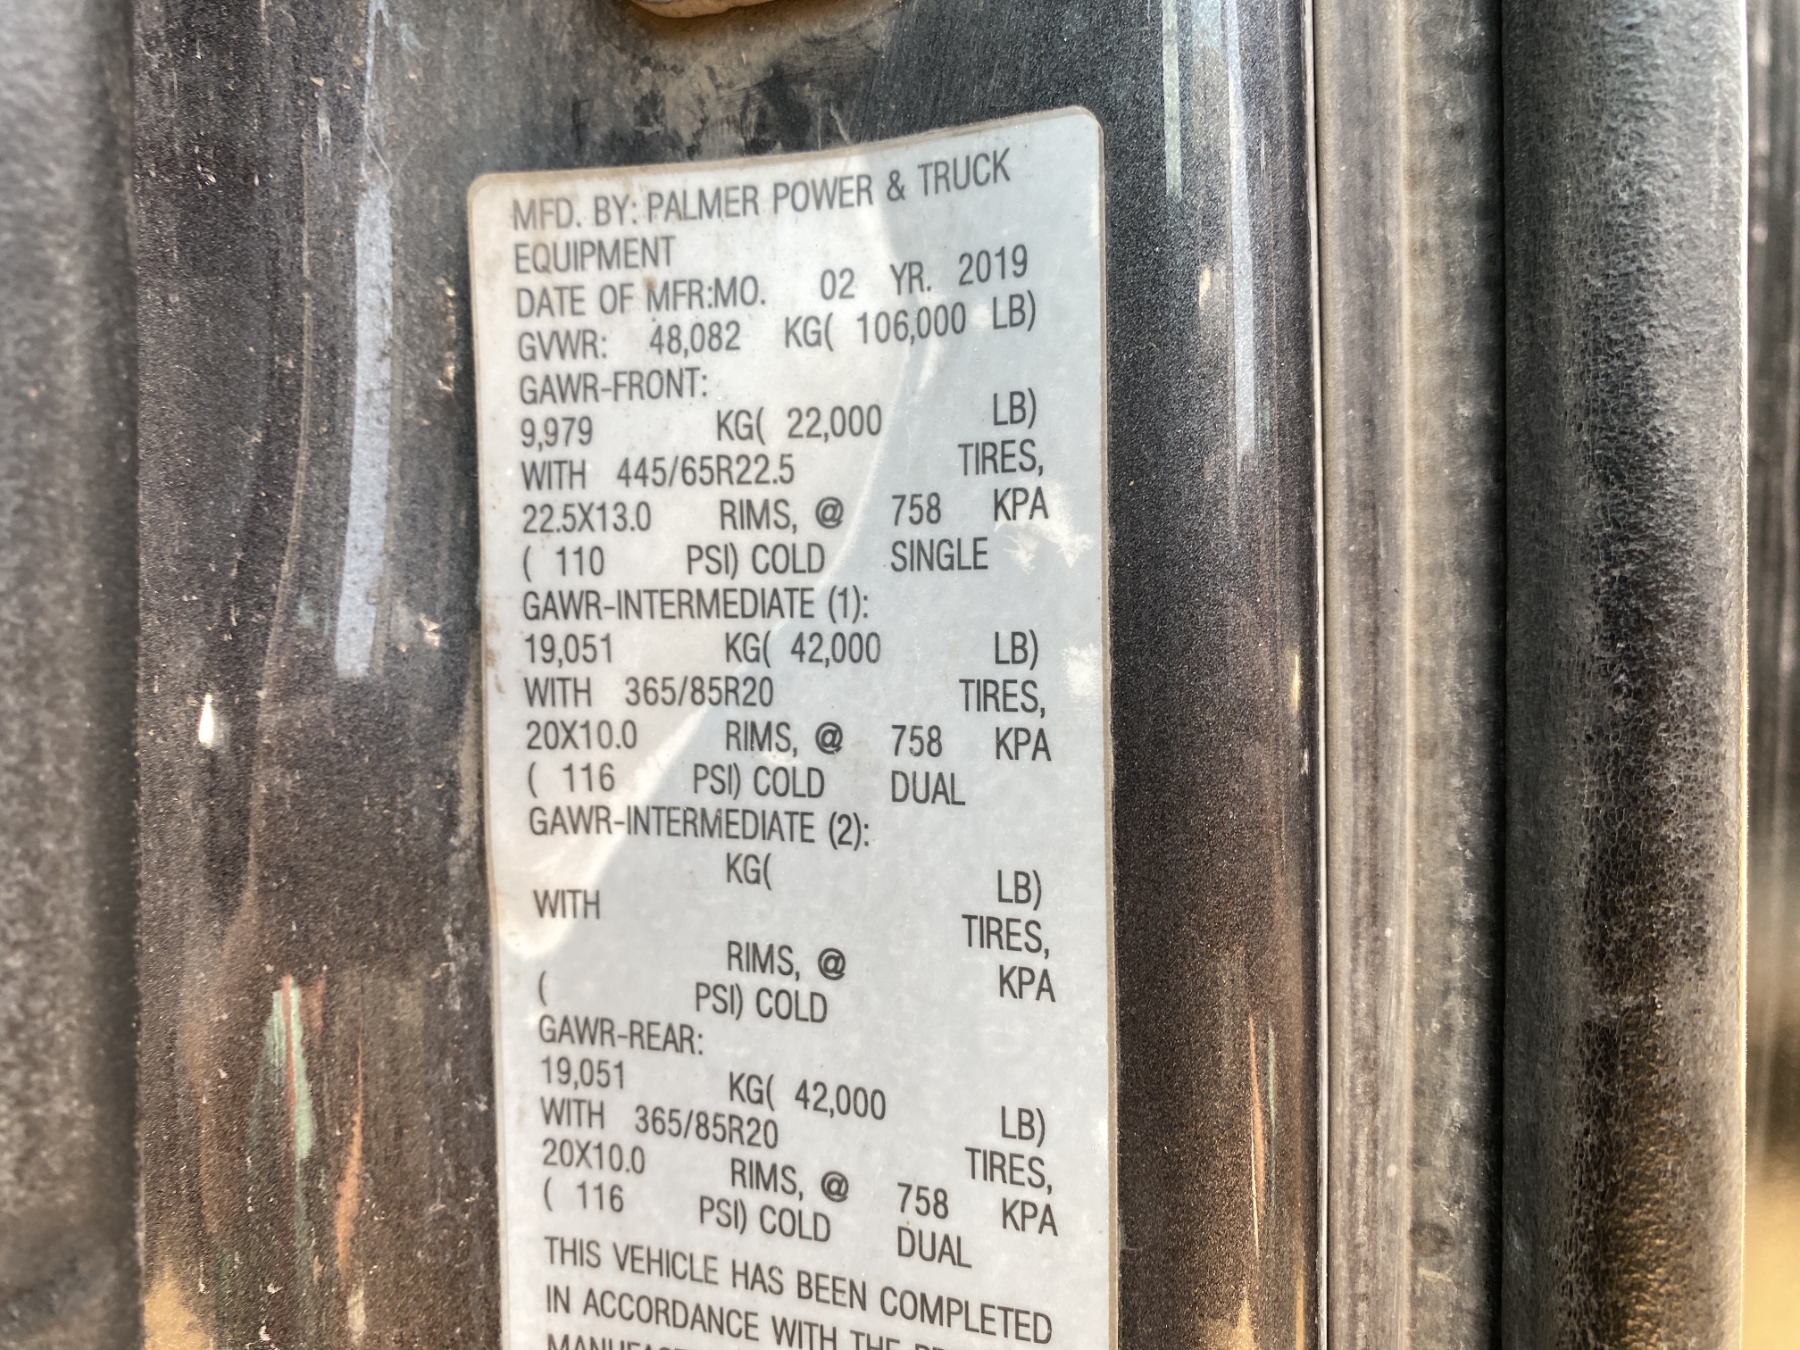 MFD. BY: PALMER POWER & TRUCK
EQUIPMENT
DATE OF MFR:MO. 02 YR. 2019
GVWR: 48,082 KG( 106,000 LB)
GAWR-FRONT:
9,979 KG( 22,000 LB)
WITH 445/65R22.5 TIRES,
22.5X13.0 RIMS, @ 758 KPA
( 110 PSI) COLD SINGLE
GAWR-INTERMEDIATE (1):
19,051 KG( 42,000 LB)
WITH 365/85R20 TIRES,
20X10.0 RIMS, @ 758 KPA
( 116 PSI) COLD DUAL
GAWR-INTERMEDIATE (2):
KG( LB)
WITH TIRES,
RIMS, @ KPA
( PSI) COLD
GAWR-REAR:
19,051 KG( 42,000 LB)
WITH 365/85R20 TIRES,
20X10.0 RIMS, @ 758 KPA
( 116 PSI) COLD DUAL
THIS VEHICLE HAS BEEN COMPLETED
IN ACCORDANCE WITH THE